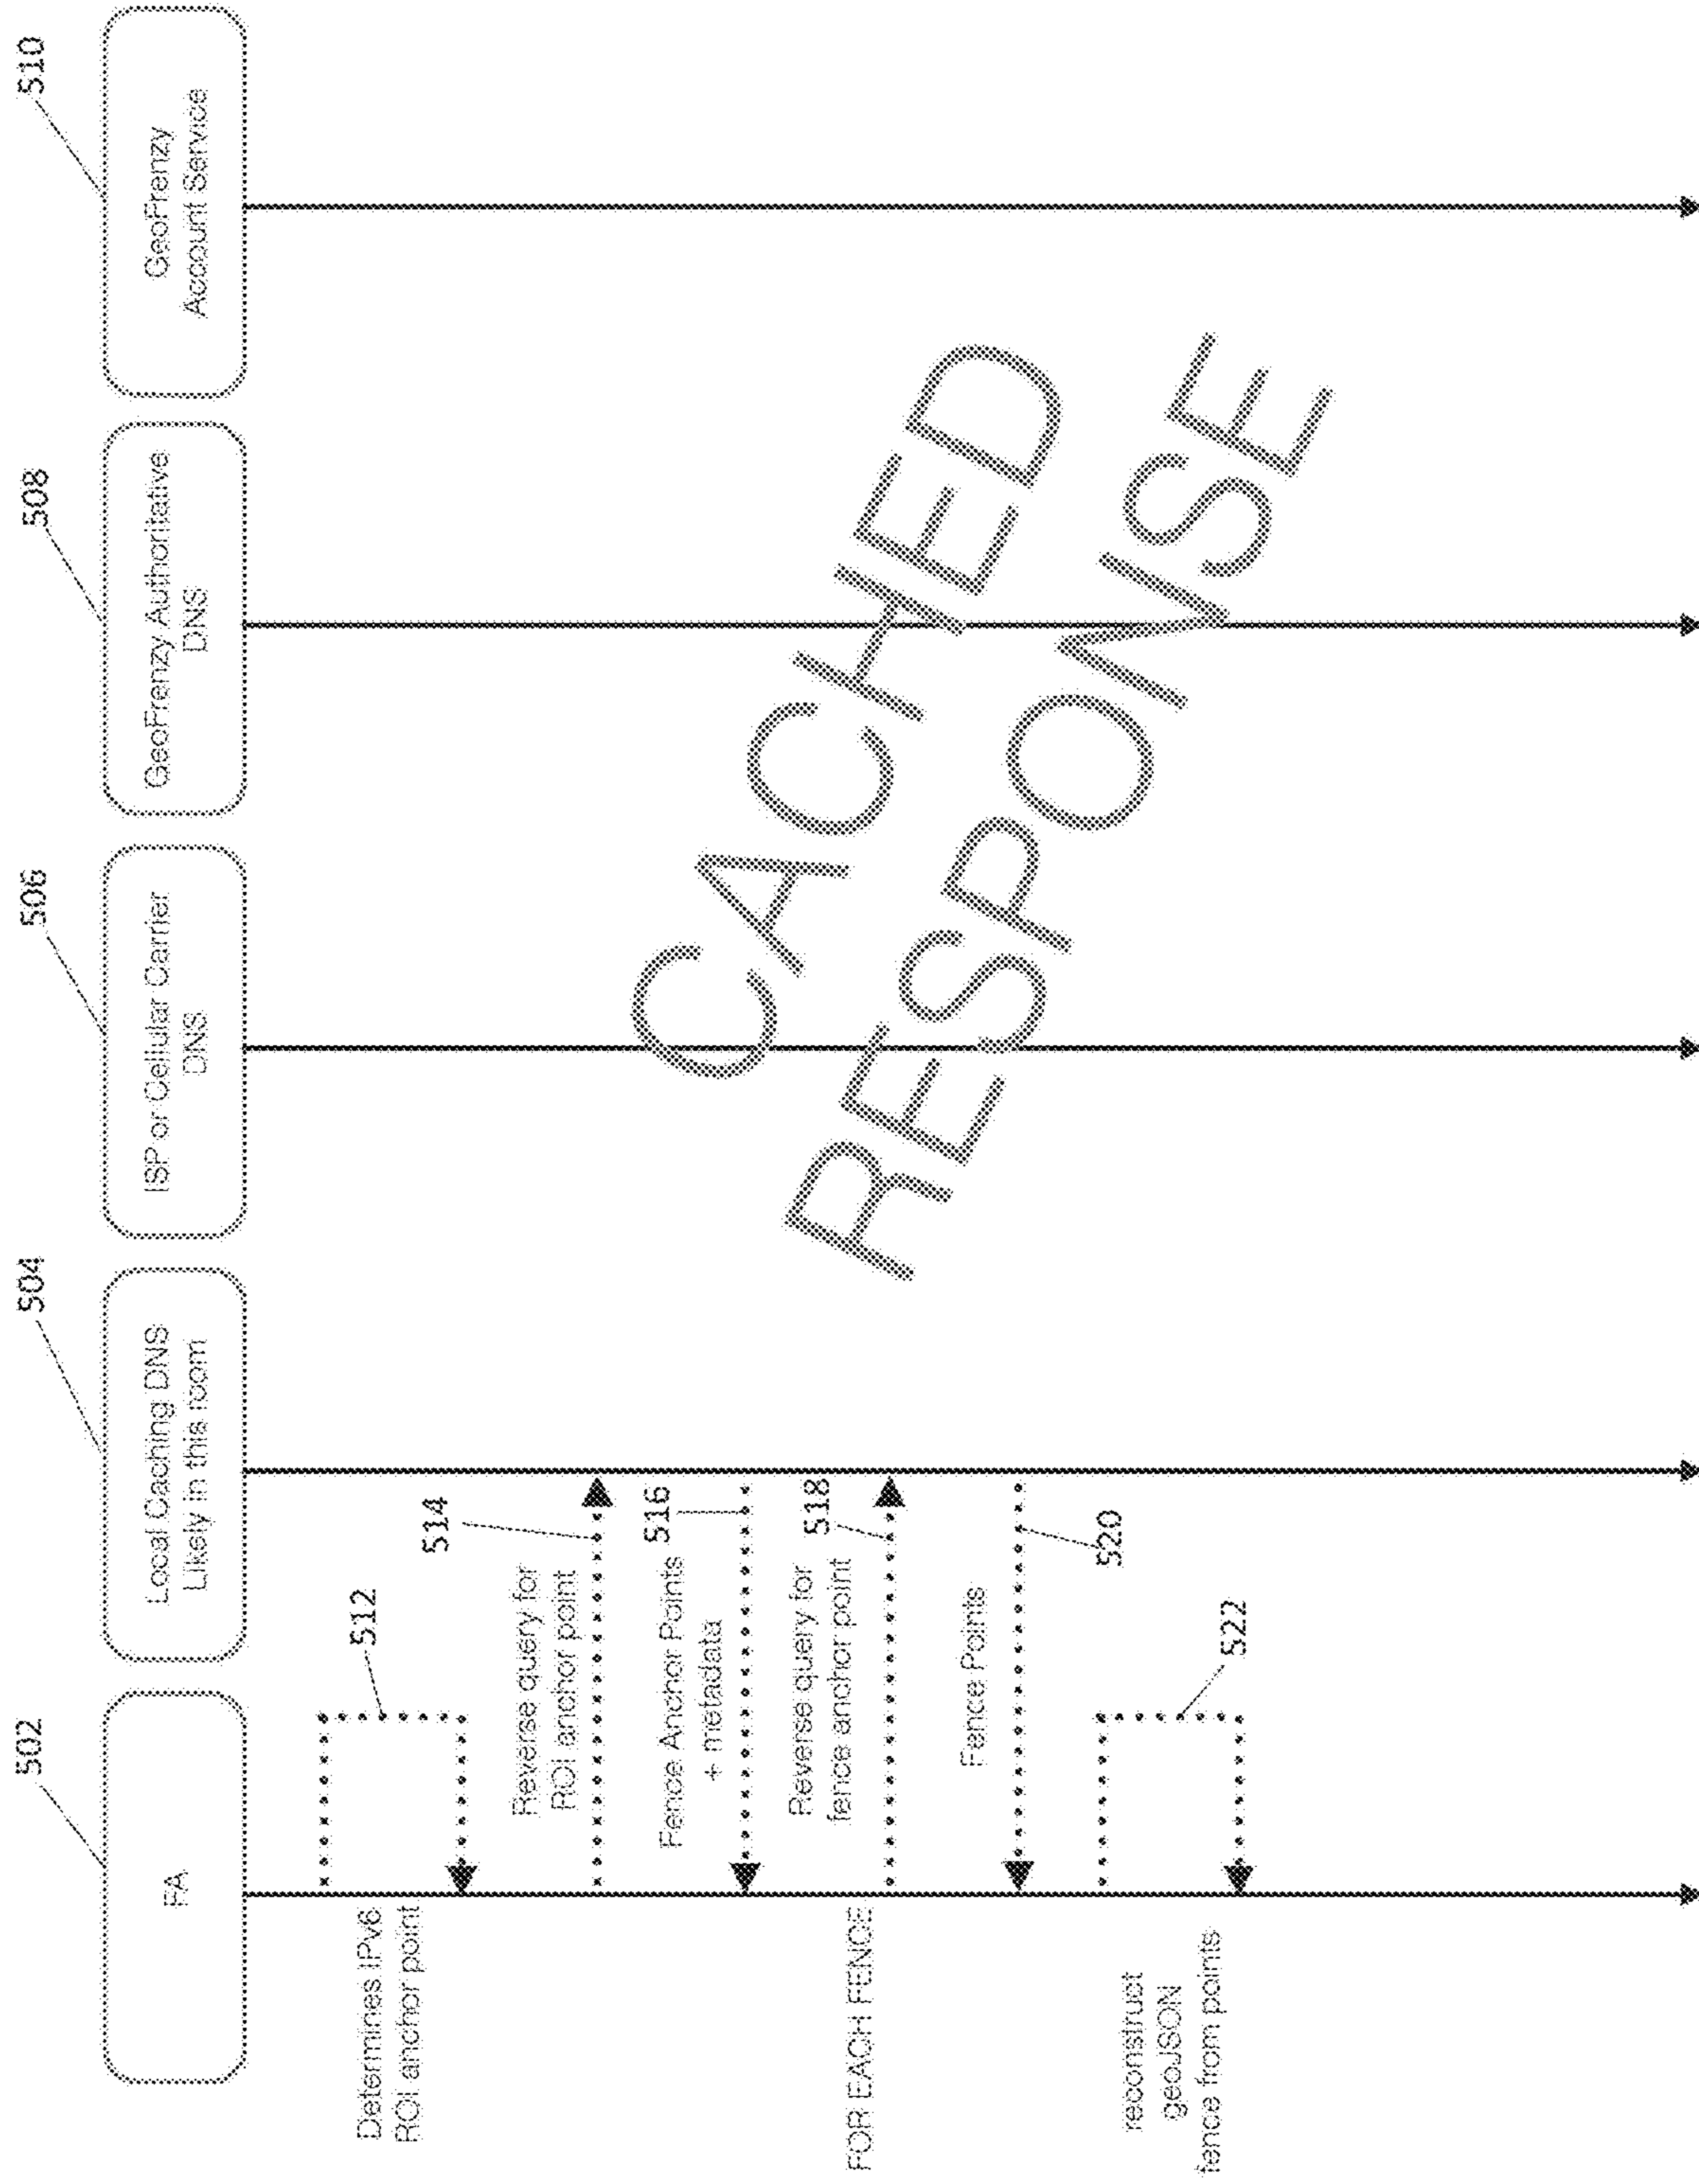 502
504
506
508
510
FA
Local Caching DNS
Likely in this room
ISP or Cellular Carrier
DNS
GeoFrenzy Authoritative
DNS
GeoFrenzy
Account Service
Determines IPv6
ROI anchor point
512
514
Reverse query for
ROI anchor point
516
Fence Anchor Points
+ metadata
FOR EACH FENCE
518
Reverse query for
fence anchor point
Fence Points
520
reconstruct
geoJSON
fence from points
522
CACHED
RESPONSE